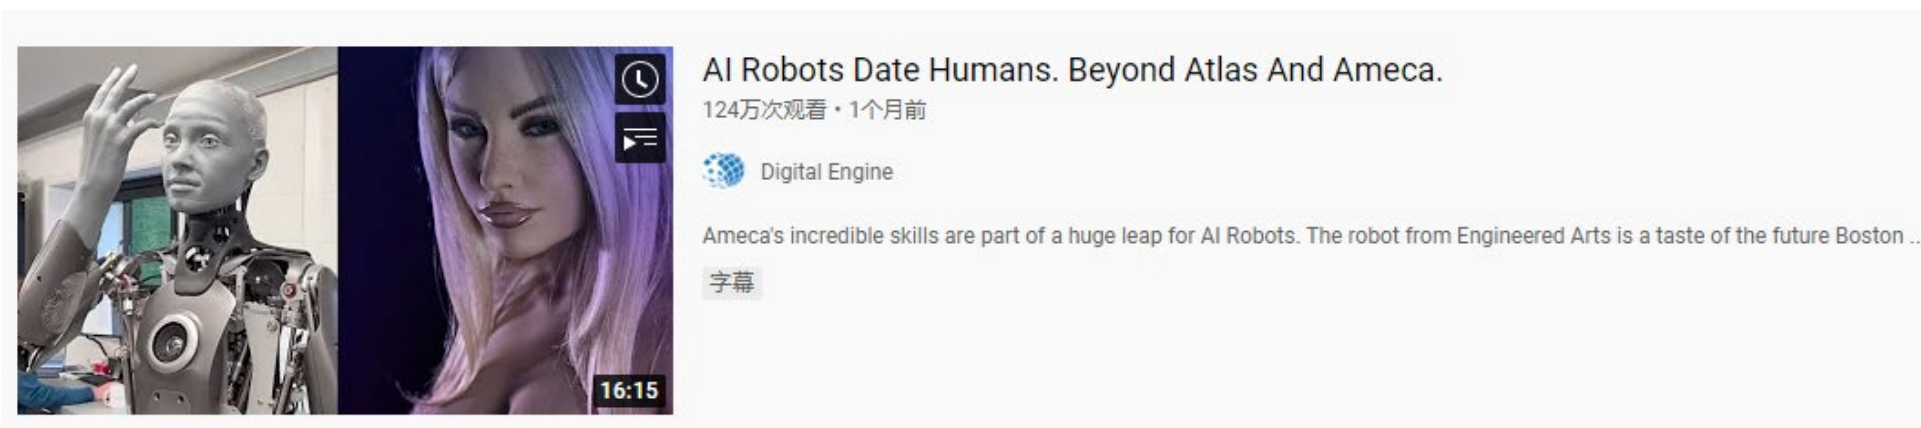 AI Robots Date Humans. Beyond Atlas And Ameca.
124万次观看・1个月前
Digital Engine
Ameca's incredible skills are part of a huge leap for AI Robots. The robot from Engineered Arts is a taste of the future Boston ...
字幕
16:15